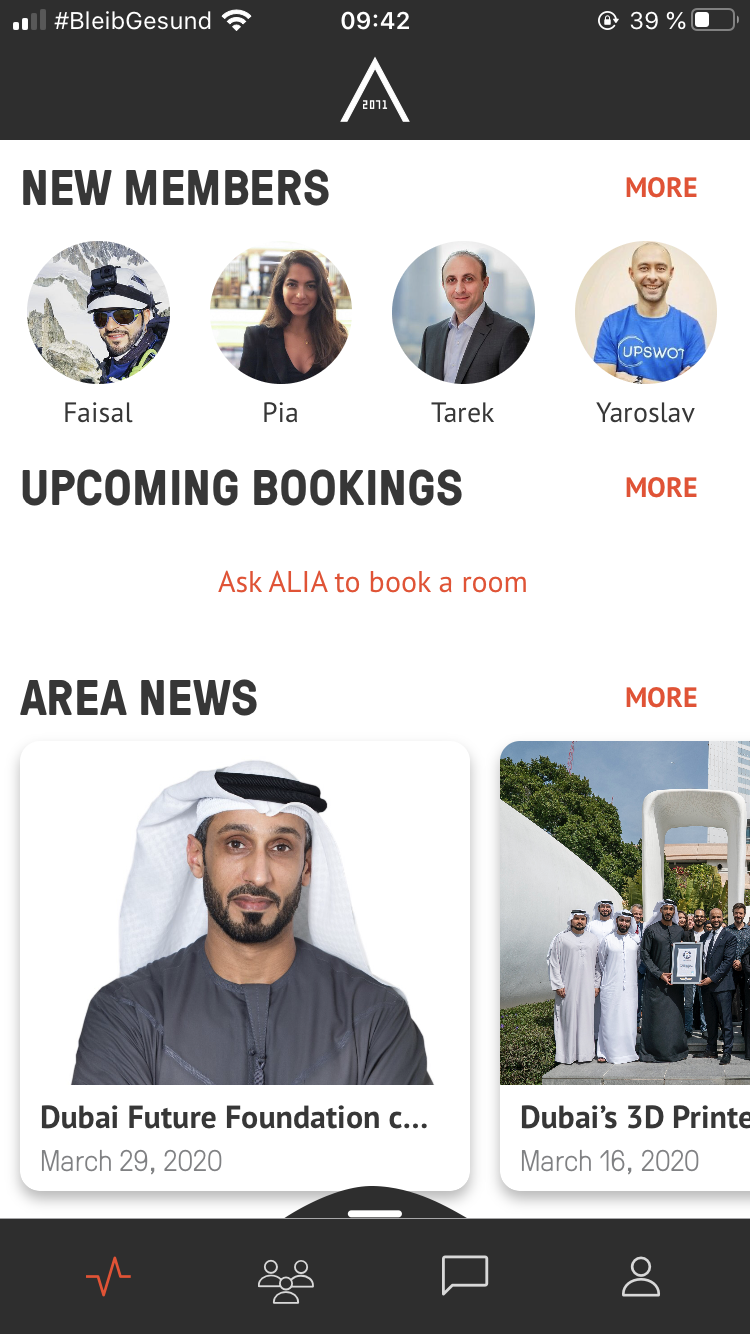 #BleibGesund 09:42 39 %
2071
NEW MEMBERS MORE
UPSWOT
Faisal Pia Tarek Yaroslav
UPCOMING BOOKINGS MORE
Ask ALIA to book a room
AREA NEWS MORE
Dubai Future Foundation c... Dubai’s 3D Printe
March 29, 2020 March 16, 2020